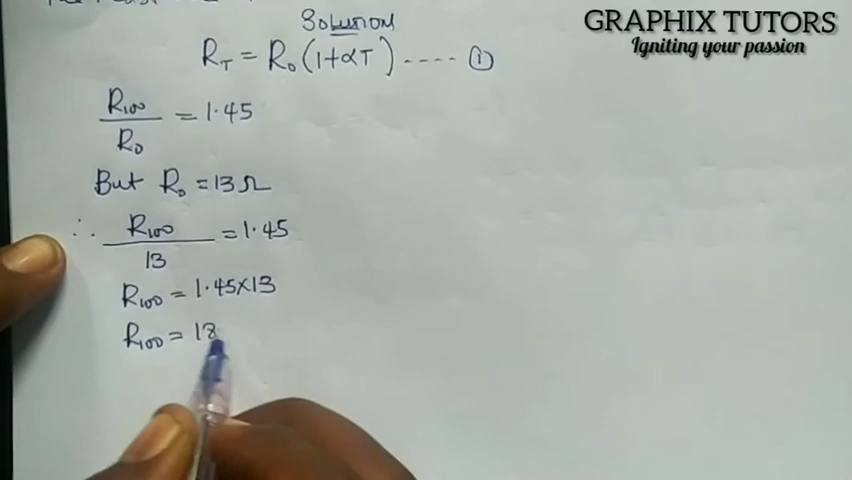 GRAPHIX TUTORS
Igniting your passion
Solution
R_T = R_0 (1+αT) ---- ①
R_100 / R_0 = 1.45
But R_0 = 13Ω
∴ R_100 / 13 = 1.45
R_100 = 1.45×13
R_100 = 18